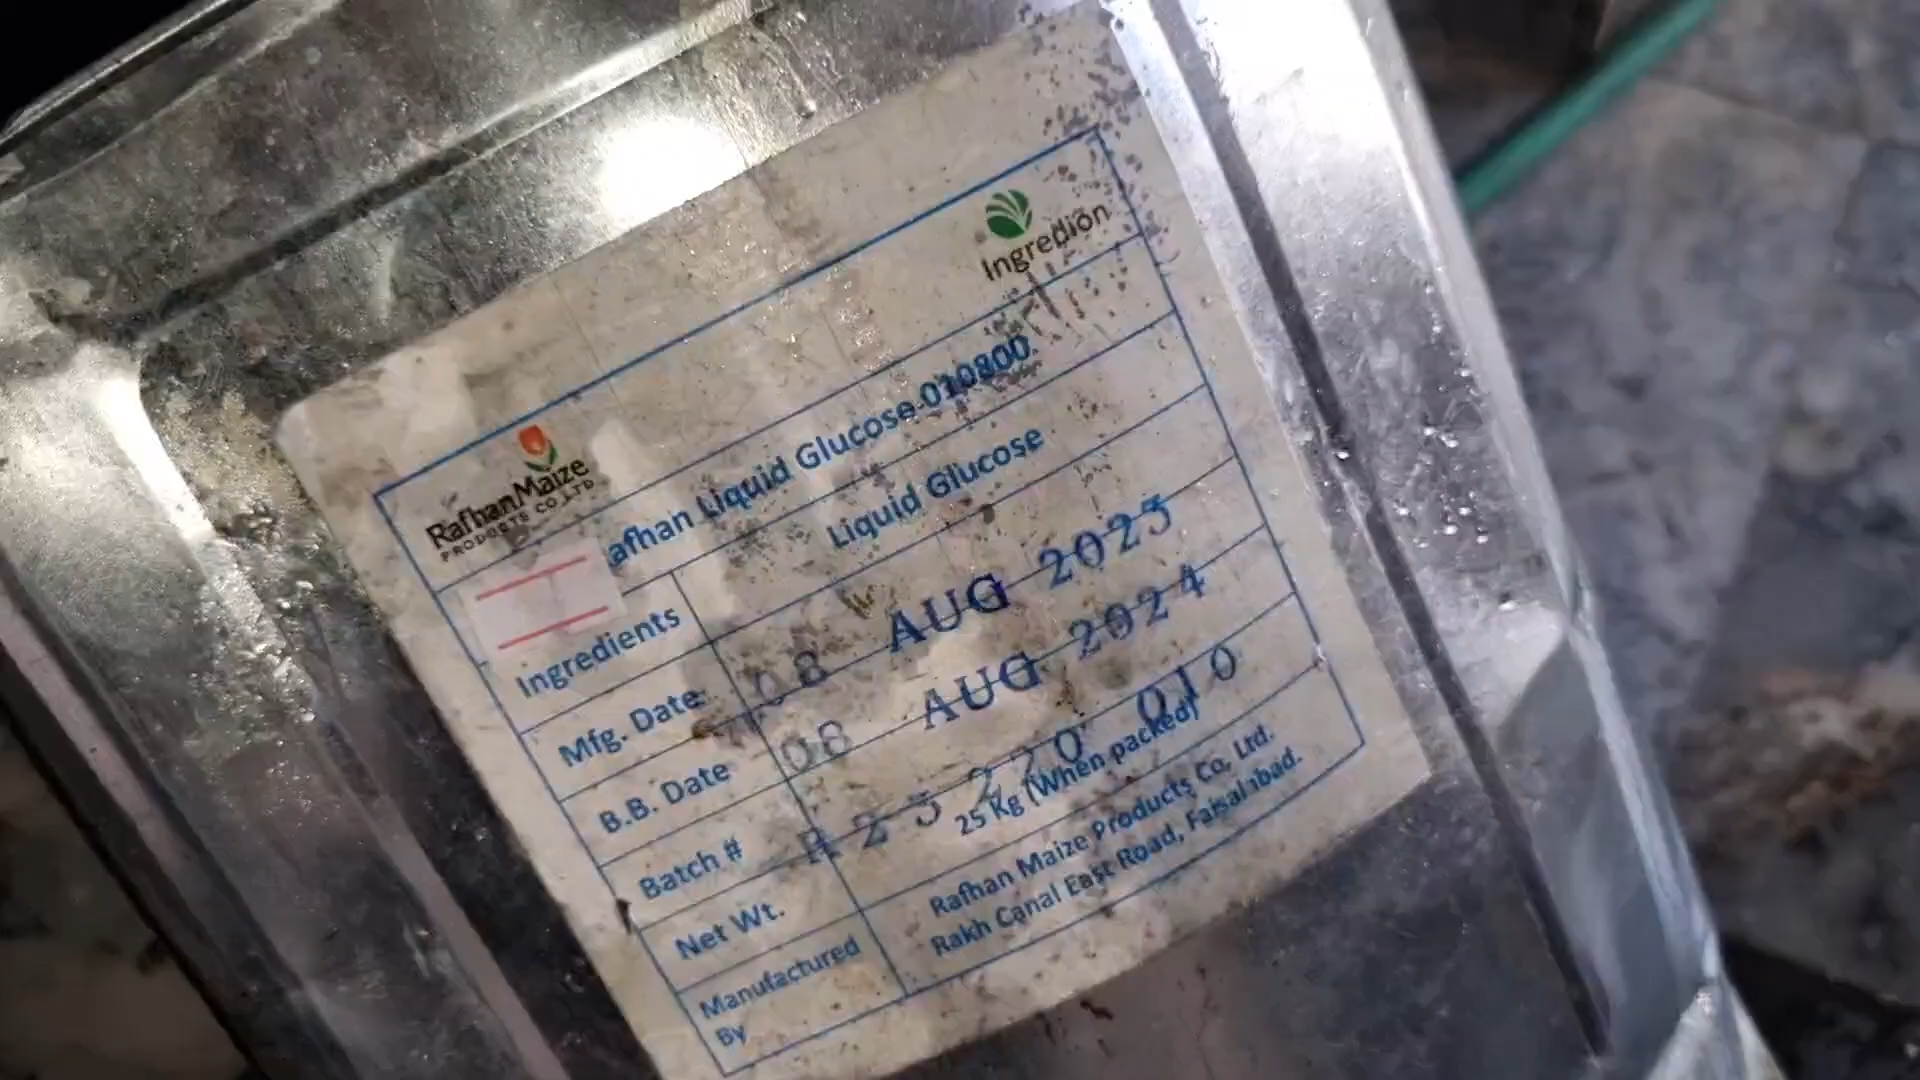 Ingredion
RafhanMaize
PRODUCTS CO. LTD
afhan Liquid Glucose 010800
Ingredients Liquid Glucose
Mfg. Date 08 AUG 2023
B.B. Date 08 AUG 2024
Batch # 010
Net Wt. 25 Kg (When packed)
Manufactured By
Rafhan Maize Products Co, Ltd.
Rakh Canal East Road, Faisalabad.